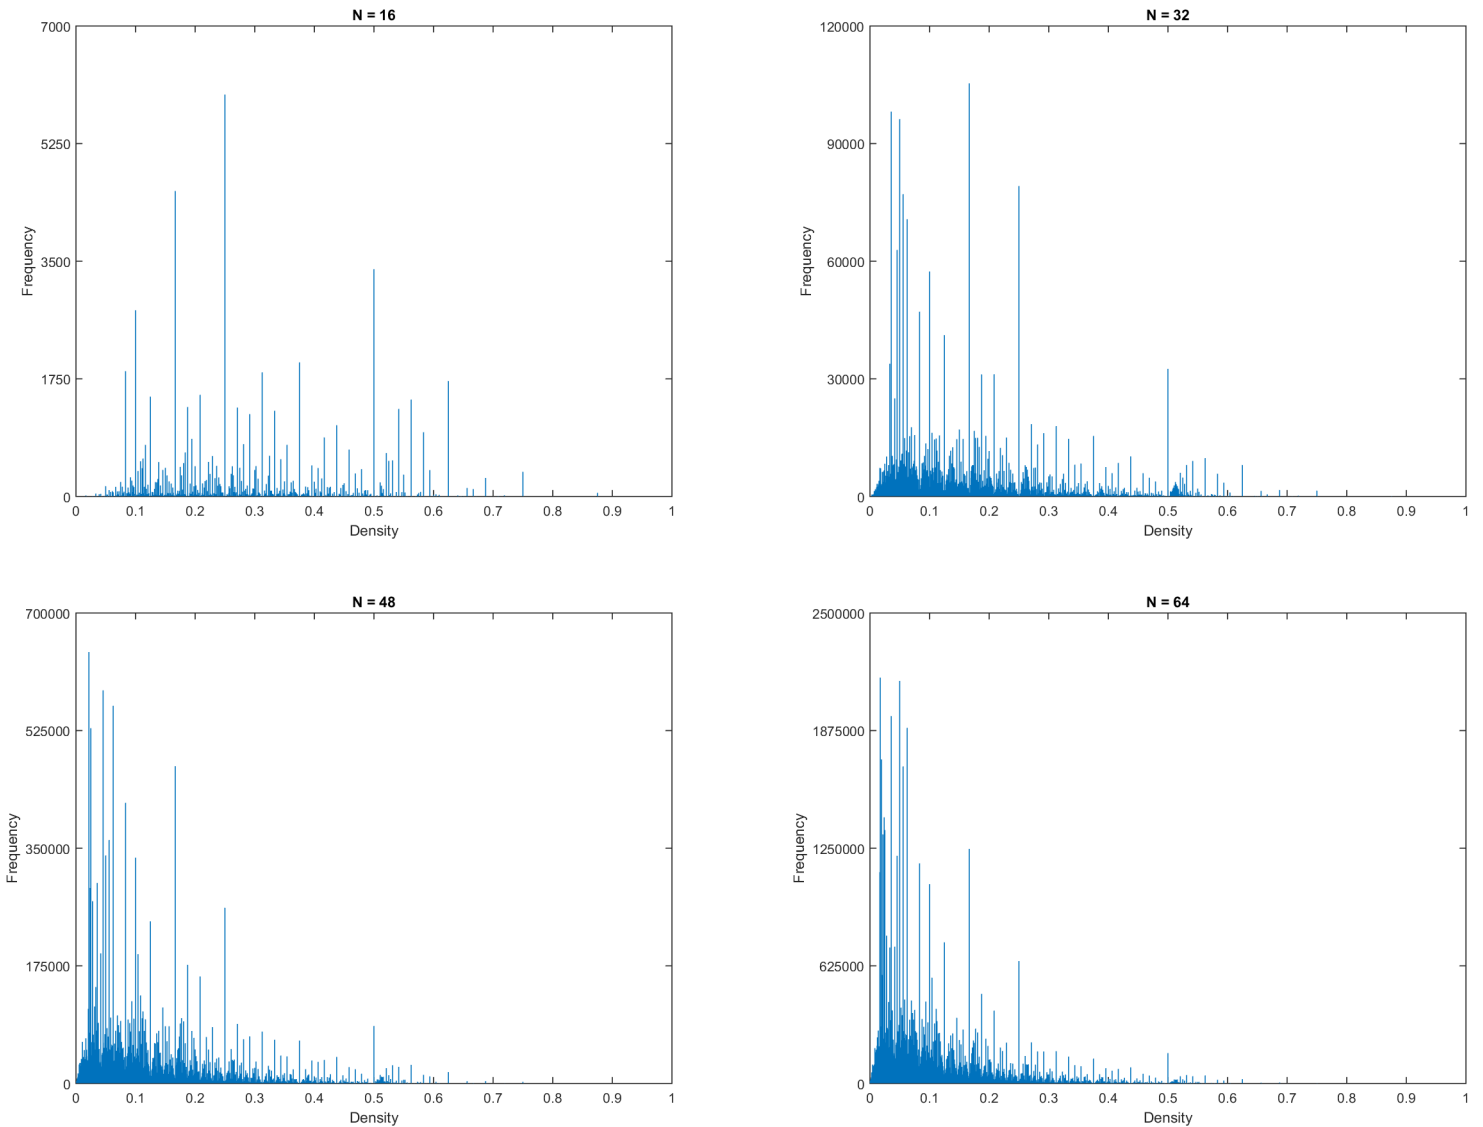 N = 16
7000
5250
3500
1750
0
Frequency
0 0.1 0.2 0.3 0.4 0.5 0.6 0.7 0.8 0.9 1
Density
N = 32
120000
90000
60000
30000
0
Frequency
0 0.1 0.2 0.3 0.4 0.5 0.6 0.7 0.8 0.9 1
Density
N = 48
700000
525000
350000
175000
0
Frequency
0 0.1 0.2 0.3 0.4 0.5 0.6 0.7 0.8 0.9 1
Density
N = 64
2500000
1875000
1250000
625000
0
Frequency
0 0.1 0.2 0.3 0.4 0.5 0.6 0.7 0.8 0.9 1
Density